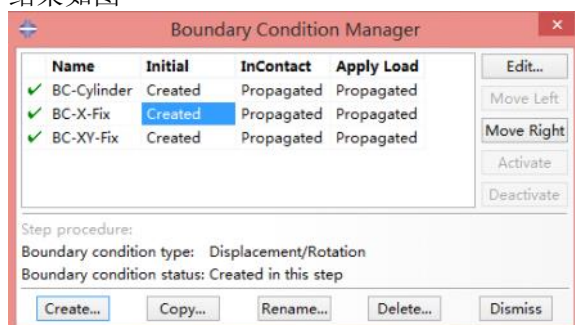 结果如图
Boundary Condition Manager
Name Initial InContact Apply Load
BC-Cylinder Created Propagated Propagated
BC-X-Fix Created Propagated Propagated
BC-XY-Fix Created Propagated Propagated
Edit...
Move Left
Move Right
Activate
Deactivate
Step procedure:
Boundary condition type: Displacement/Rotation
Boundary condition status: Created in this step
Create... Copy... Rename... Delete... Dismiss